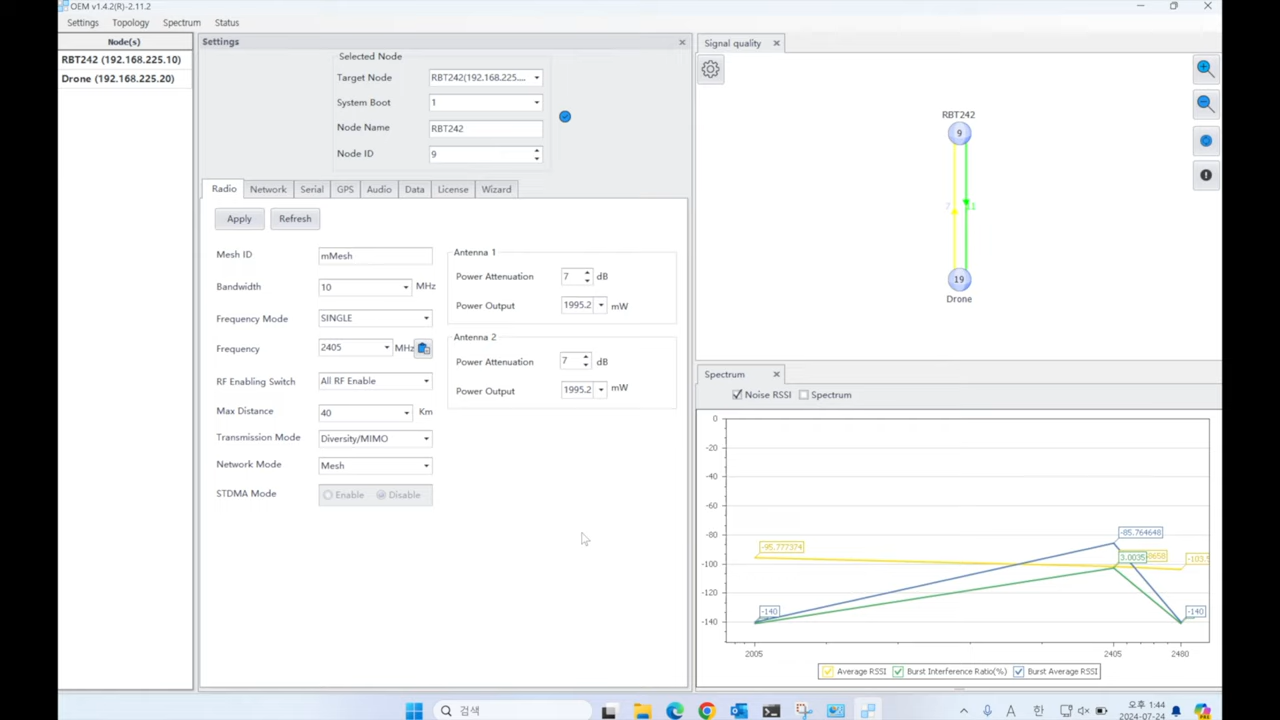 OEM v1.4.2(R)-2.11.2
Settings Topology Spectrum Status
Node(s)
RBT242 (192.168.225.10)
Drone (192.168.225.20)
Settings
Selected Node
Target Node RBT242(192.168.225....
System Boot 1
Node Name RBT242
Node ID 9
Radio Network Serial GPS Audio Data License Wizard
Apply Refresh
Mesh ID mMesh
Bandwidth 10 MHz
Frequency Mode SINGLE
Frequency 2405 MHz
RF Enabling Switch All RF Enable
Max Distance 40 Km
Transmission Mode Diversity/MIMO
Network Mode Mesh
STDMA Mode Enable Disable
Antenna 1
Power Attenuation 7 dB
Power Output 1995.2 mW
Antenna 2
Power Attenuation 7 dB
Power Output 1995.2 mW
Signal quality
RBT242
9
19
Drone
Spectrum
Noise RSSI Spectrum
0
-20
-40
-60
-80
-100
-120
-140
-95.777374
-85.764648
3.0035
8658
-103.
-140
-140
2005 2405 2480
Average RSSI Burst Interference Ratio(%) Burst Average RSSI
검색
A 한
오후 1:44
2024-07-24